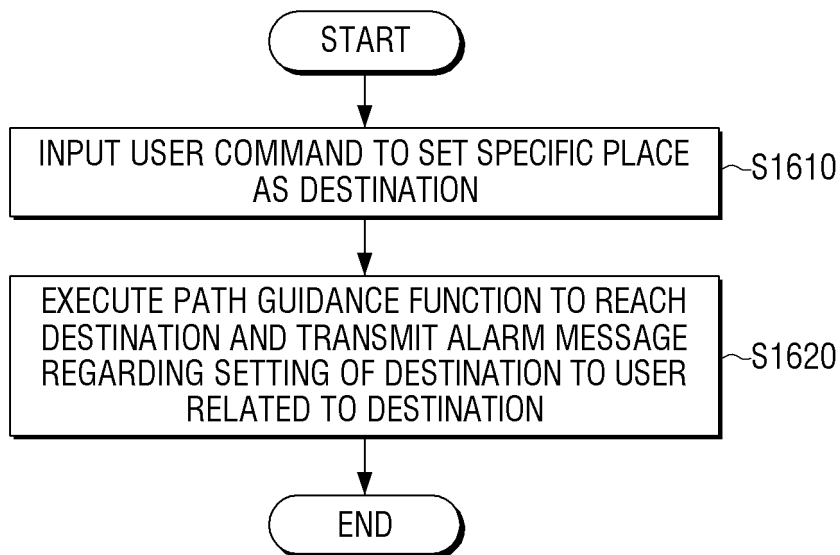 START
INPUT USER COMMAND TO SET SPECIFIC PLACE
AS DESTINATION
S1610
EXECUTE PATH GUIDANCE FUNCTION TO REACH
DESTINATION AND TRANSMIT ALARM MESSAGE
REGARDING SETTING OF DESTINATION TO USER
RELATED TO DESTINATION
S1620
END